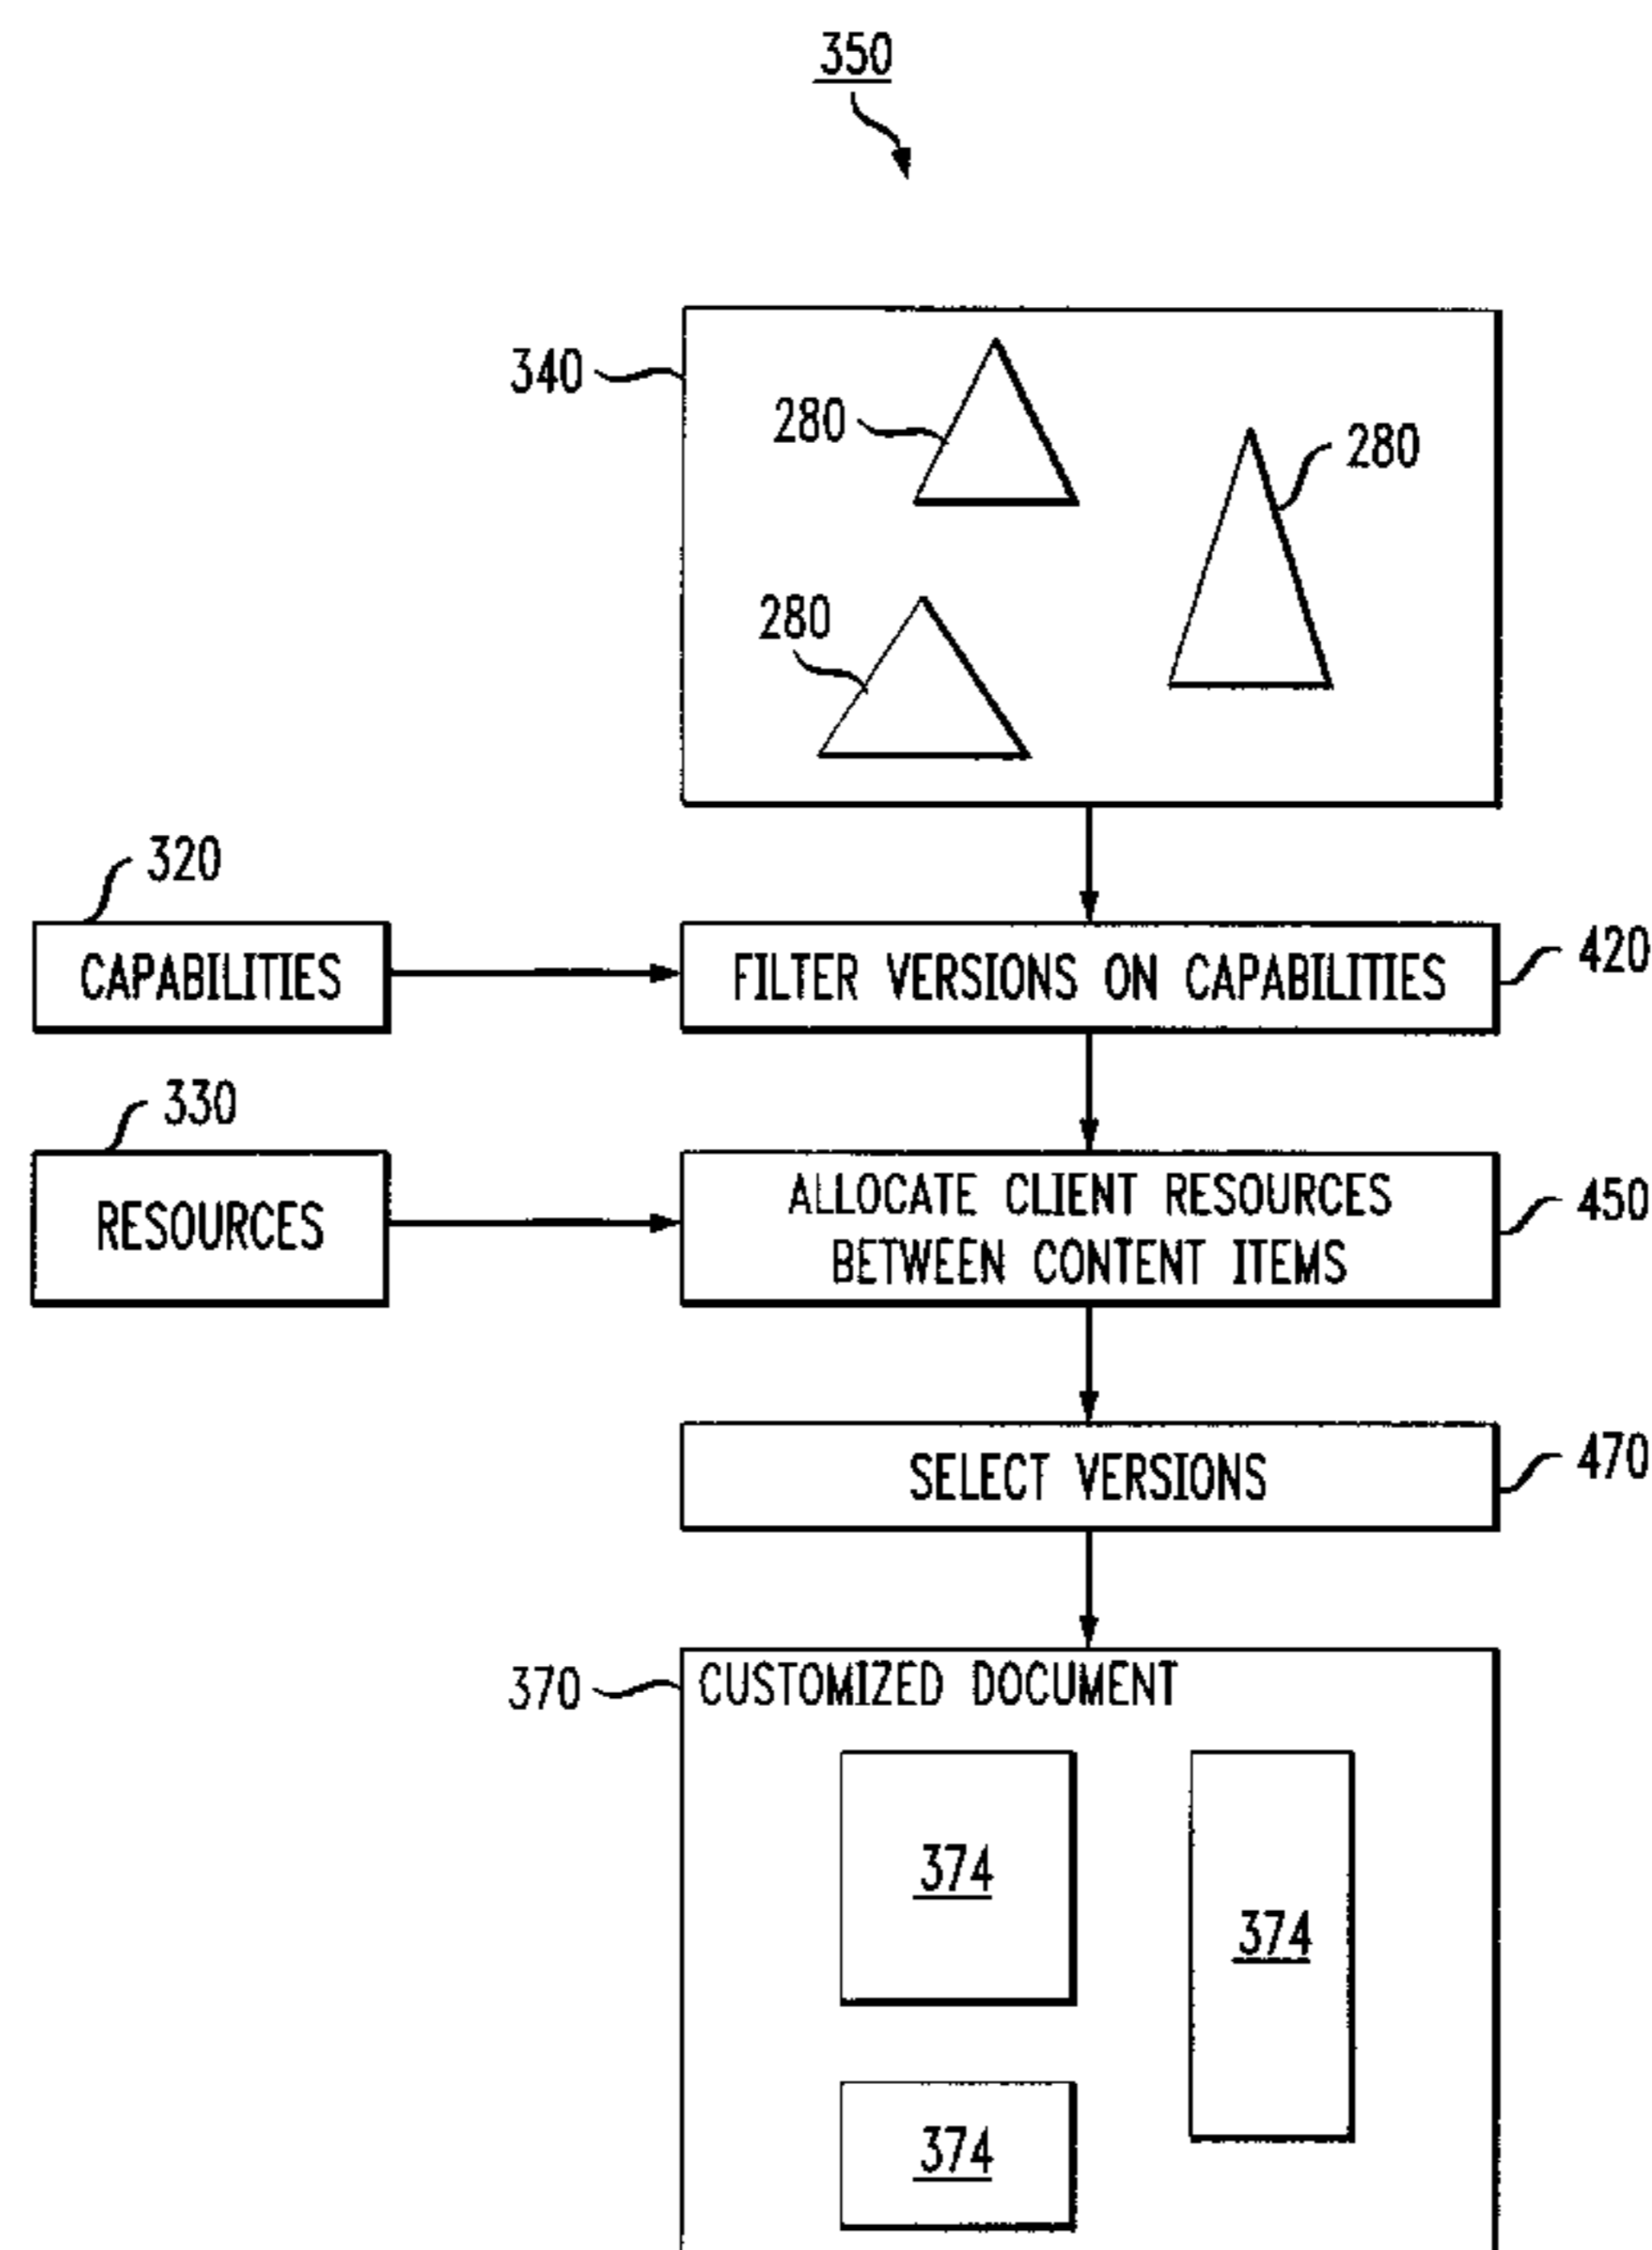 350
340
280
280
280
320
CAPABILITIES
FILTER VERSIONS ON CAPABILITIES
420
330
RESOURCES
ALLOCATE CLIENT RESOURCES
BETWEEN CONTENT ITEMS
450
SELECT VERSIONS
470
370
CUSTOMIZED DOCUMENT
374
374
374